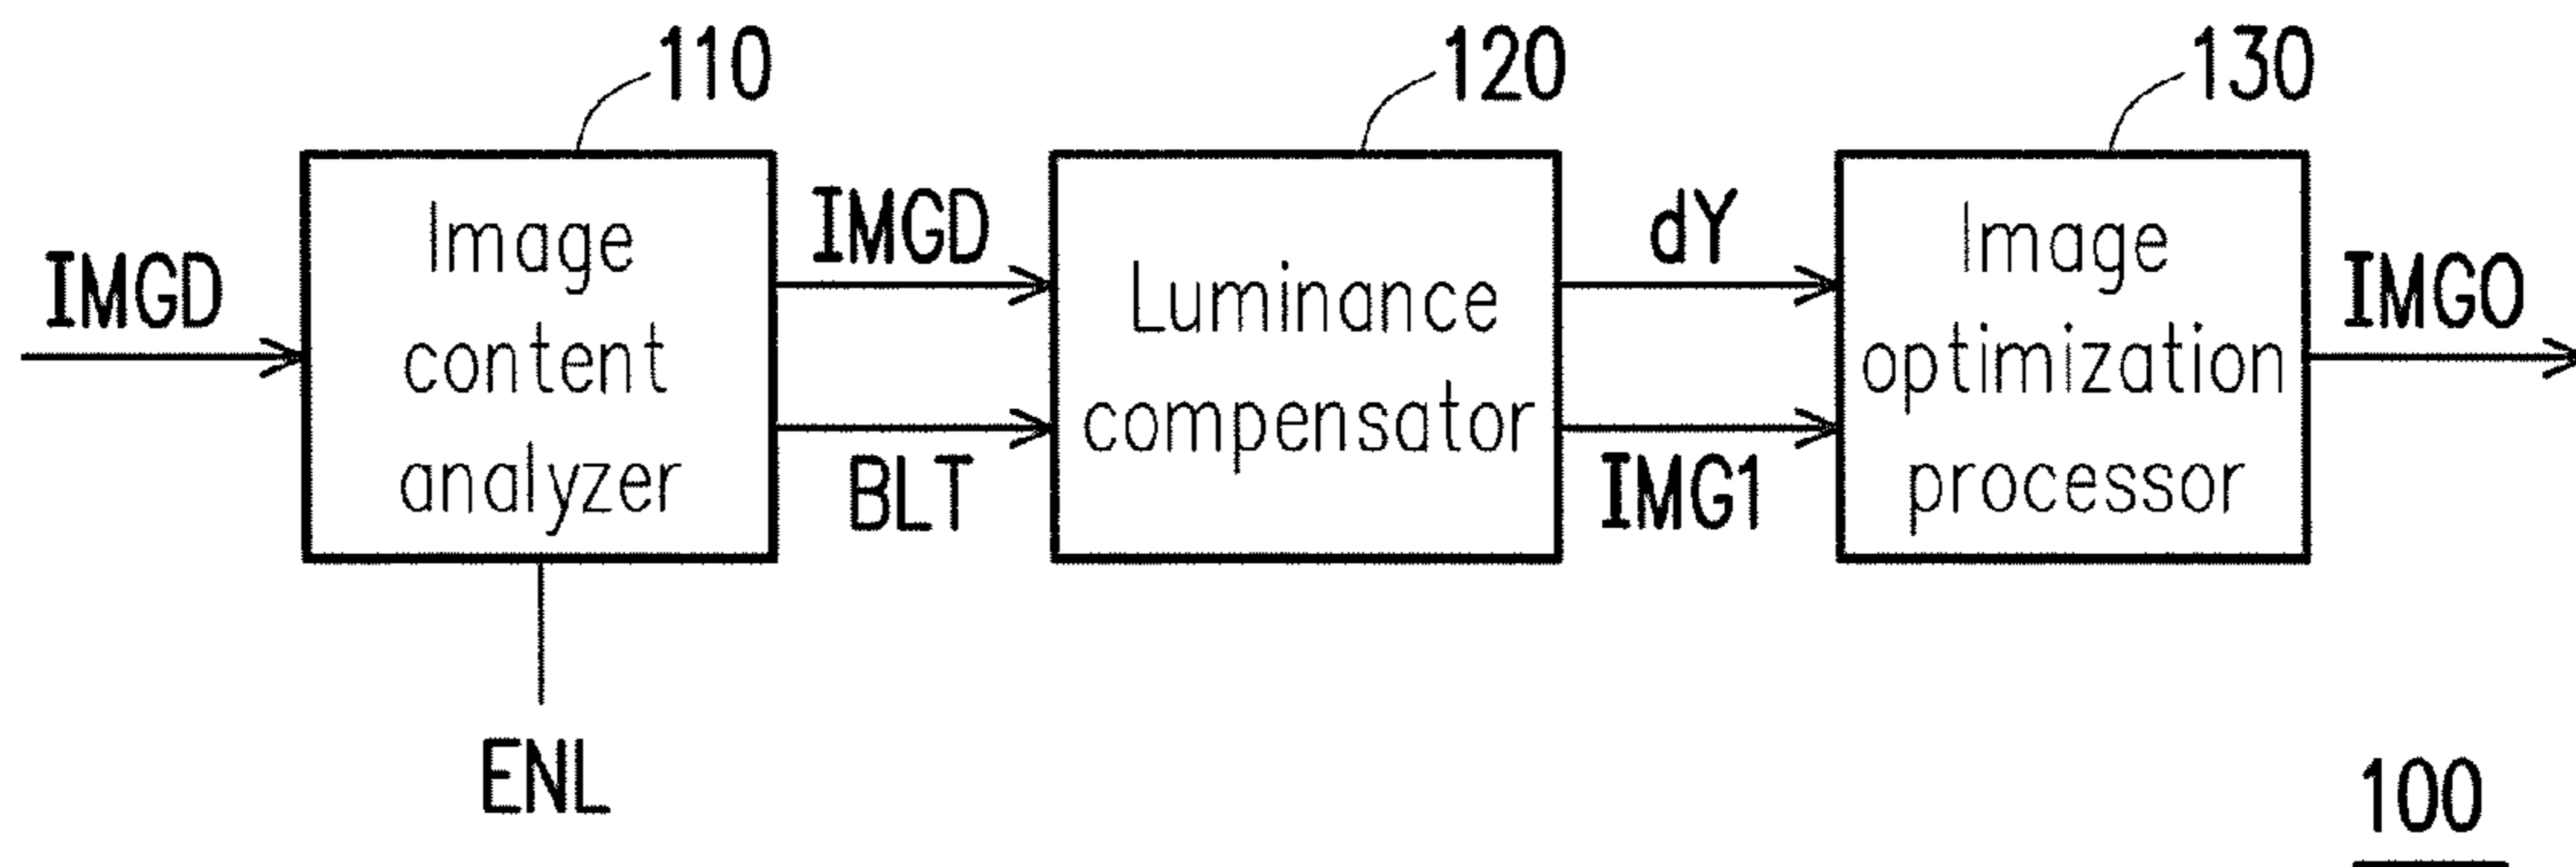 110
120
130
IMGD
Image
content
analyzer
IMGD
BLT
Luminance
compensator
dY
IMG1
Image
optimization
processor
IMGO
ENL
100